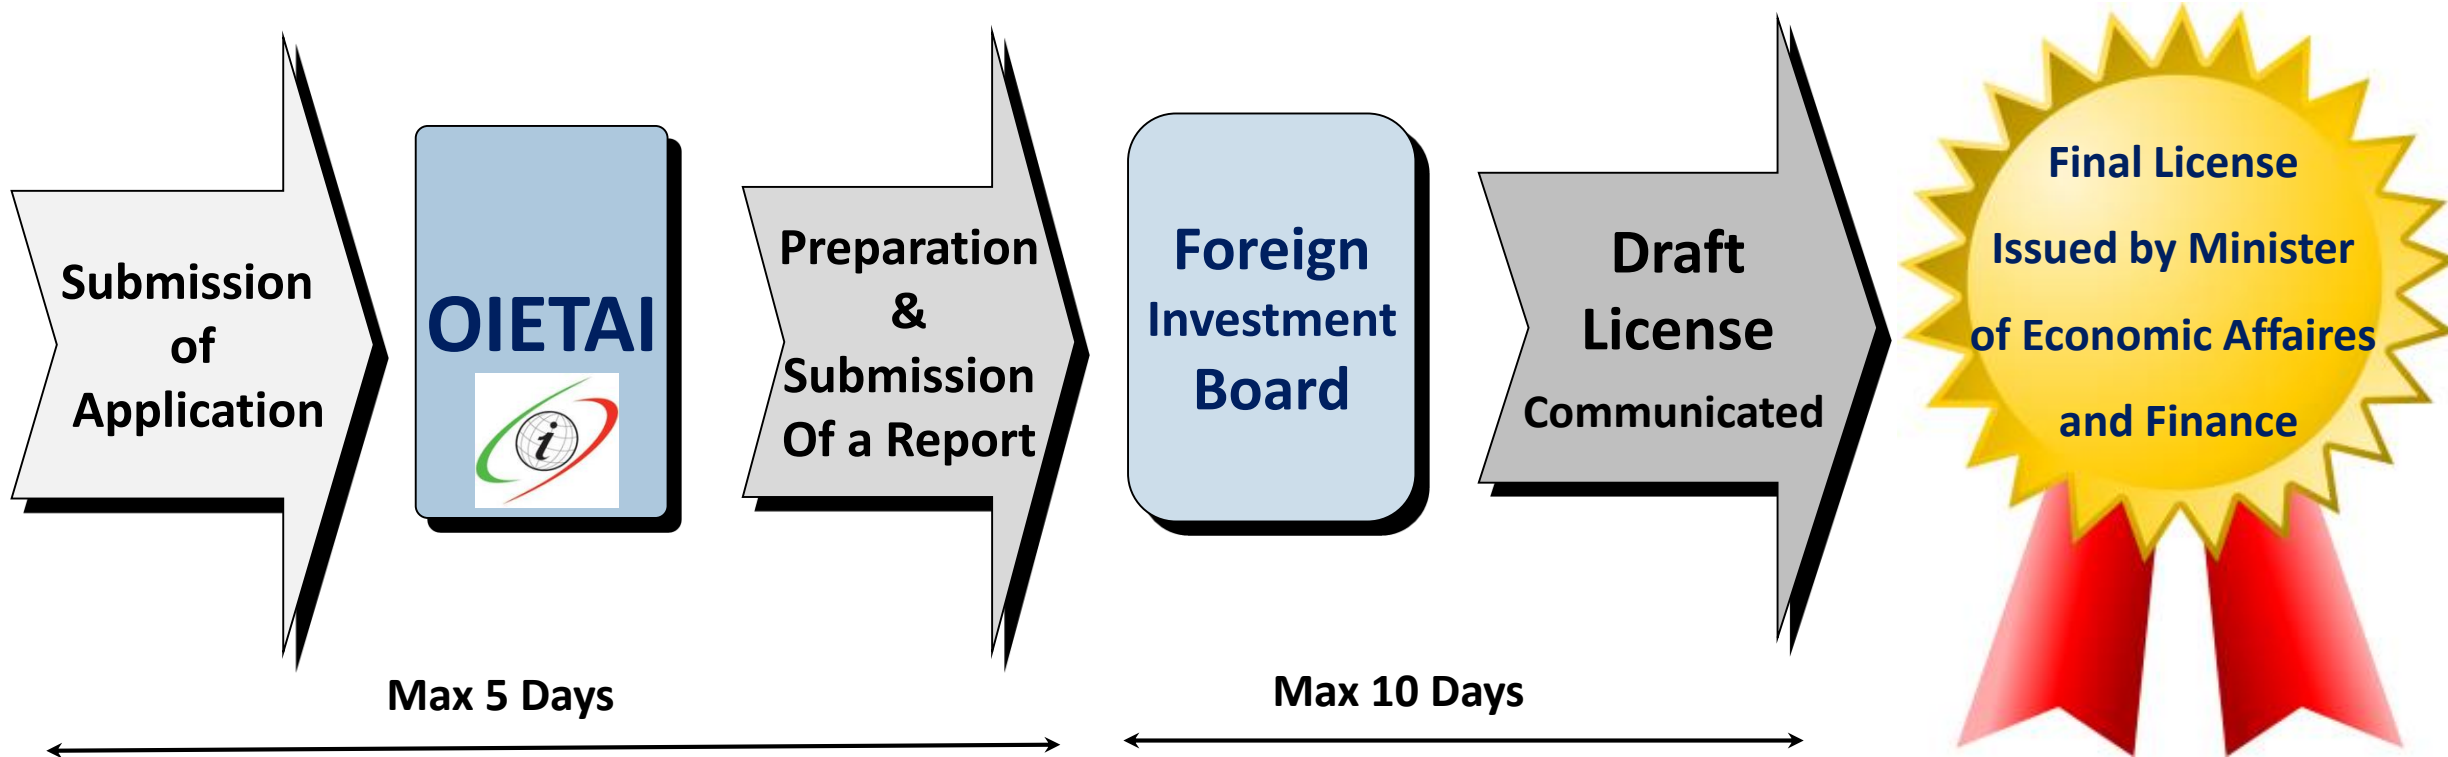 Submission
of
Application
OIETAI
i
Preparation
&
Submission
Of a Report
Foreign
Investment
Board
Draft
License
Communicated
Final License
Issued by Minister
of Economic Affaires
and Finance
Max 5 Days
Max 10 Days